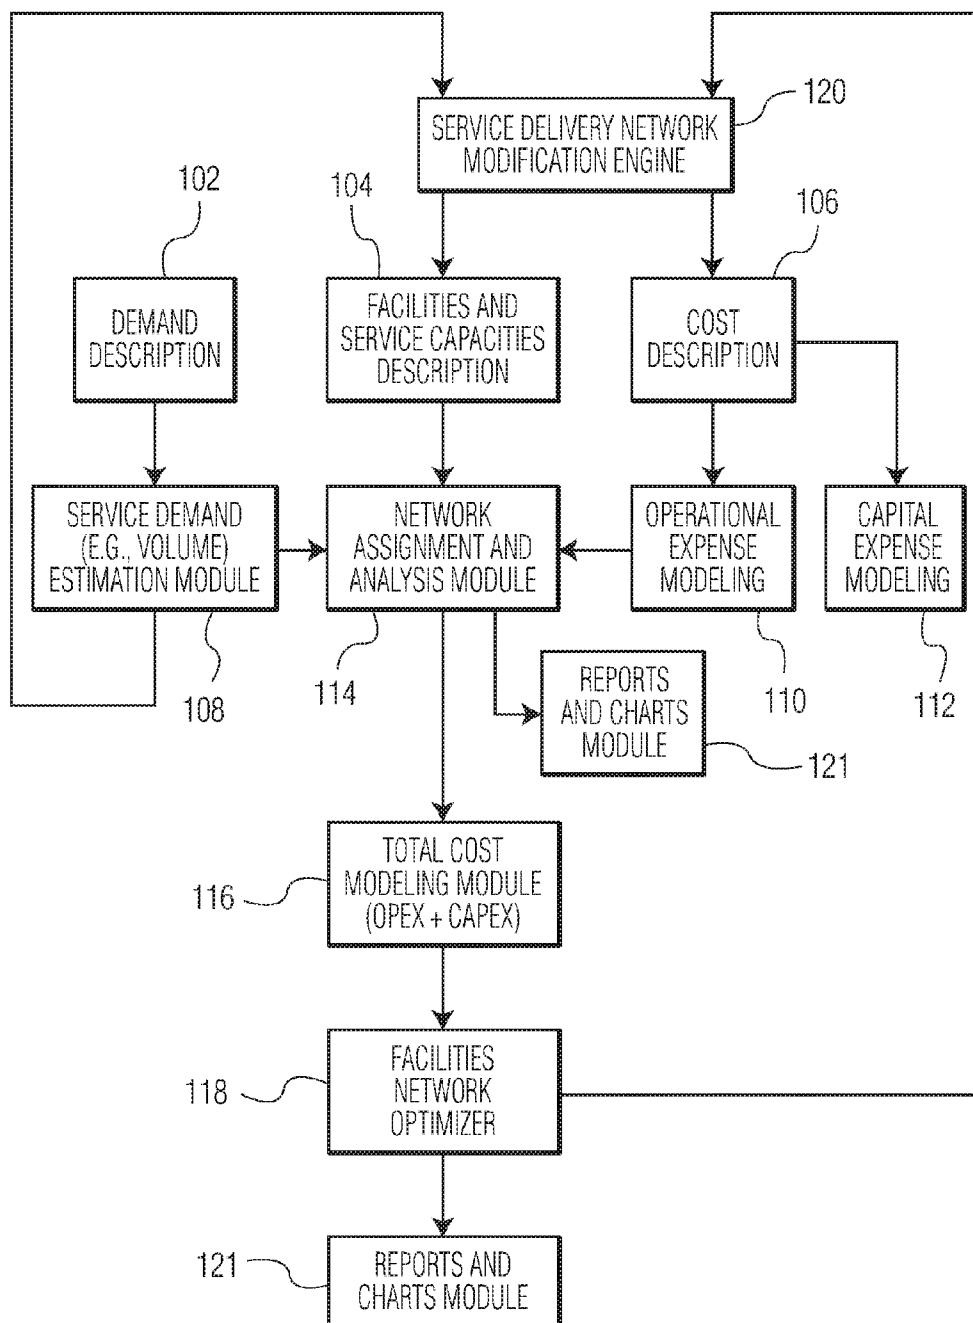 120
SERVICE DELIVERY NETWORK
MODIFICATION ENGINE
102
104
106
DEMAND
DESCRIPTION
FACILITIES AND
SERVICE CAPACITIES
DESCRIPTION
COST
DESCRIPTION
SERVICE DEMAND
(E.G., VOLUME)
ESTIMATION MODULE
NETWORK
ASSIGNMENT AND
ANALYSIS MODULE
OPERATIONAL
EXPENSE
MODELING
CAPITAL
EXPENSE
MODELING
108
114
110
112
REPORTS
AND CHARTS
MODULE
121
TOTAL COST
MODELING MODULE
(OPEX + CAPEX)
116
FACILITIES
NETWORK
OPTIMIZER
118
REPORTS AND
CHARTS MODULE
121